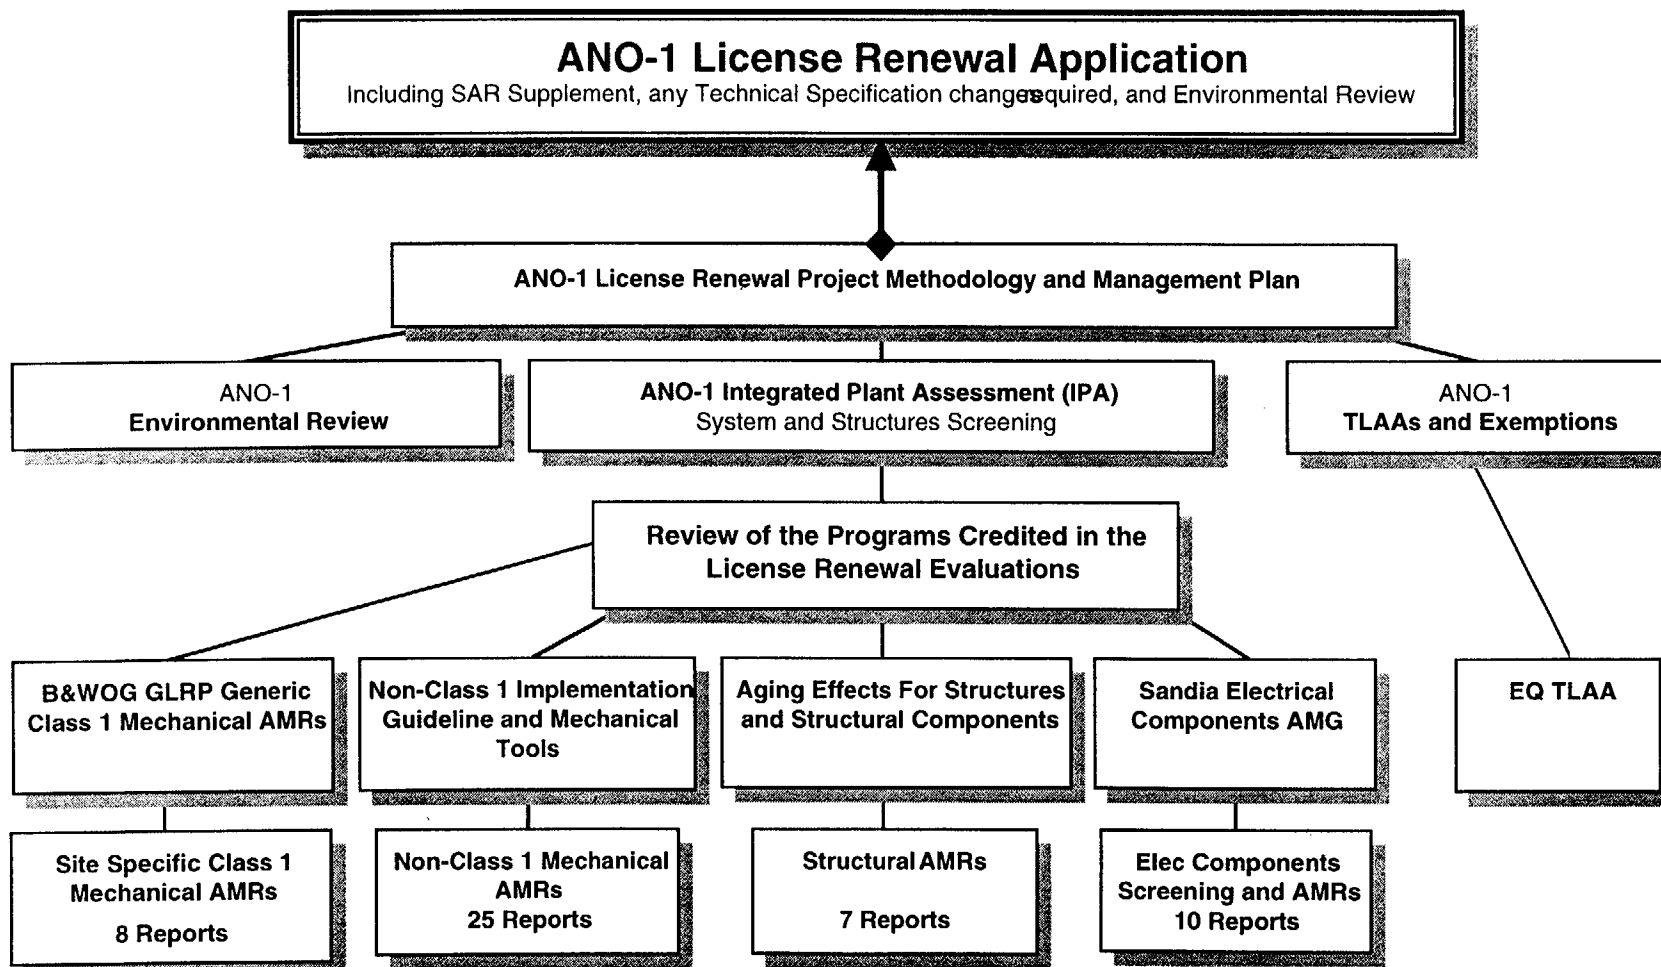 ANO-1 License Renewal Application
Including SAR Supplement, any Technical Specification changes required, and Environmental Review
ANO-1 License Renewal Project Methodology and Management Plan
ANO-1
Environmental Review
ANO-1 Integrated Plant Assessment (IPA)
System and Structures Screening
ANO-1
TLAAs and Exemptions
Review of the Programs Credited in the
License Renewal Evaluations
B&WOG GLRP Generic
Class 1 Mechanical AMRs
Non-Class 1 Implementation
Guideline and Mechanical
Tools
Aging Effects For Structures
and Structural Components
Sandia Electrical
Components AMG
EQ TLAA
Site Specific Class 1
Mechanical AMRs
8 Reports
Non-Class 1 Mechanical
AMRs
25 Reports
Structural AMRs
7 Reports
Elec Components
Screening and AMRs
10 Reports